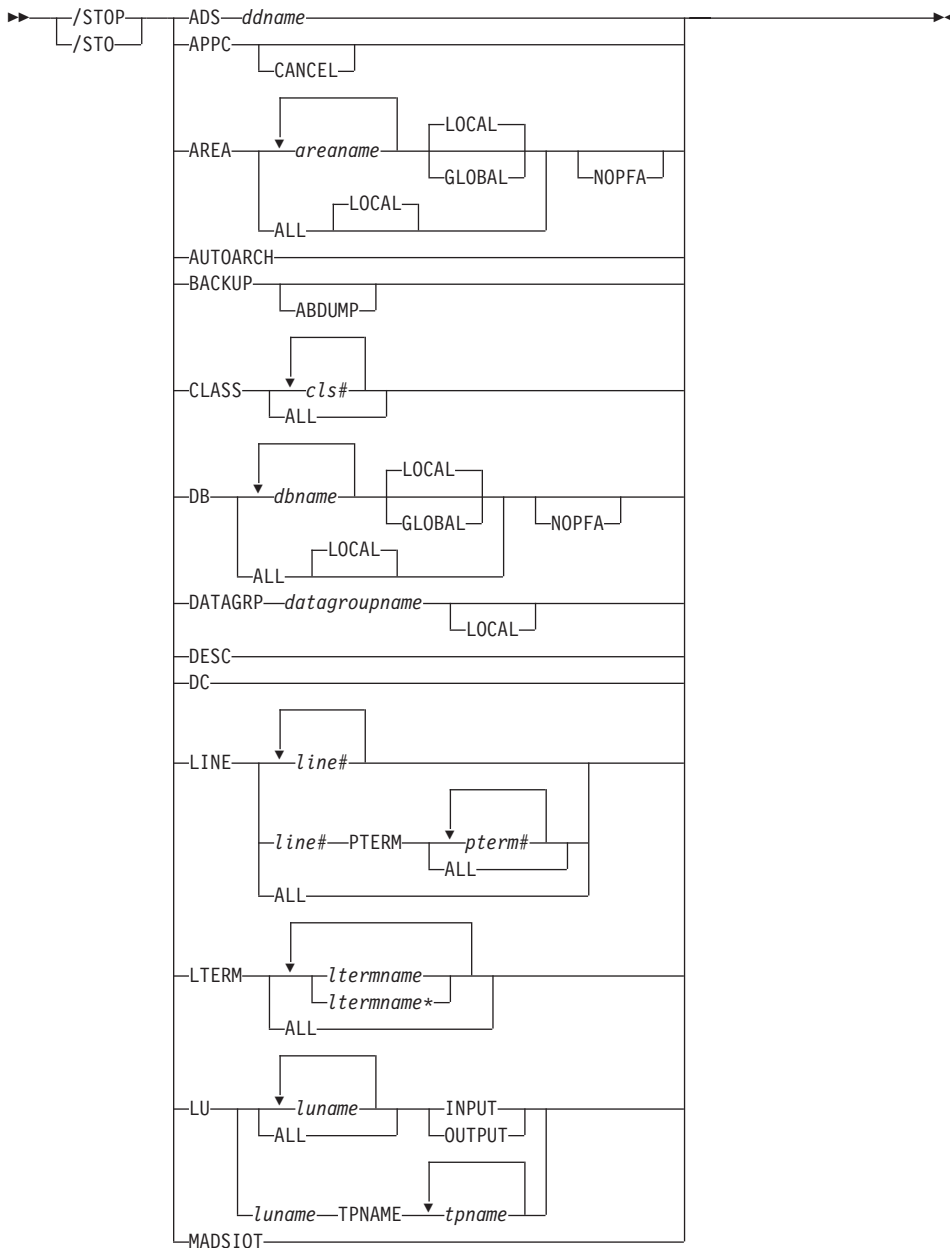 /STOP ADS ddname
/STO APPC
CANCEL
LOCAL
AREA areaname
GLOBAL NOPFA
LOCAL
ALL
AUTOARCH
BACKUP
ABDUMP
CLASS cls#
ALL
LOCAL
DB dbname
GLOBAL NOPFA
LOCAL
ALL
DATAGRP datagroupname
LOCAL
DESC
DC
LINE line#
line# PTERM pterm#
ALL
ALL
LTERM ltermname
ltermname*
ALL
LU luname INPUT
ALL OUTPUT
luname TPNAME tpname
MADSIOT